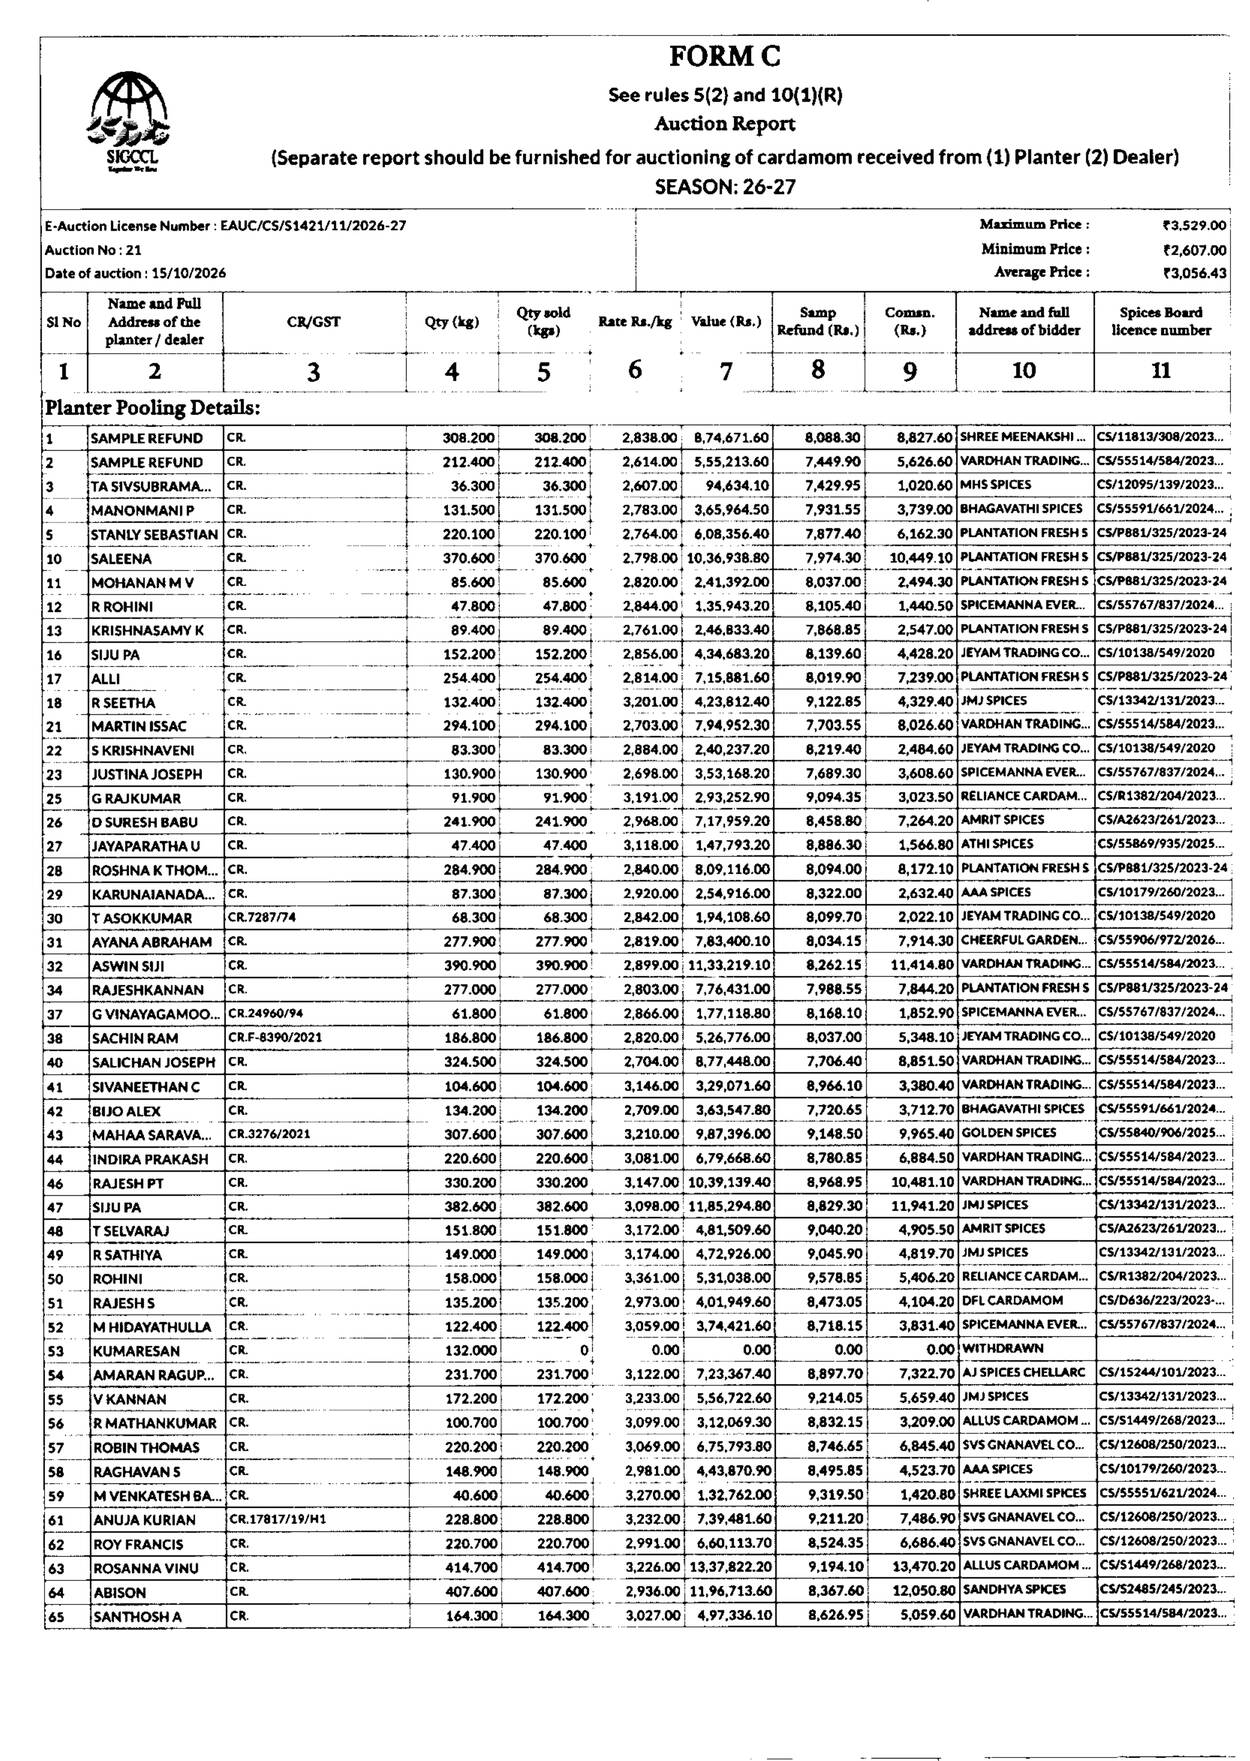 FORM C
See rules 5(2) and 10(1)(R)
Auction Report
(Separate report should be furnished for auctioning of cardamom received from (1) Planter (2) Dealer)
SEASON: 26-27
SIGCCL
Together We Grow
E-Auction License Number : EAUC/CS/S1421/11/2026-27
Auction No : 21
Date of auction : 15/10/2026
Maximum Price : ₹3,529.00
Minimum Price : ₹2,607.00
Average Price : ₹3,056.43
Sl No Name and Full Address of the planter / dealer CR/GST Qty (kg) Qty sold (kgs) Rate Rs./kg Value (Rs.) Samp Refund (Rs.) Comsn. (Rs.) Name and full address of bidder Spices Board licence number
1 2 3 4 5 6 7 8 9 10 11
Planter Pooling Details:
1 SAMPLE REFUND CR. 308.200 308.200 2,838.00 8,74,671.60 8,088.30 8,827.60 SHREE MEENAKSHI ... CS/11813/308/2023...
2 SAMPLE REFUND CR. 212.400 212.400 2,614.00 5,55,213.60 7,449.90 5,626.60 VARDHAN TRADING... CS/55514/584/2023...
3 TA SIVSUBRAMA... CR. 36.300 36.300 2,607.00 94,634.10 7,429.95 1,020.60 MHS SPICES CS/12095/139/2023...
4 MANONMANI P CR. 131.500 131.500 2,783.00 3,65,964.50 7,931.55 3,739.00 BHAGAVATHI SPICES CS/55591/661/2024...
5 STANLY SEBASTIAN CR. 220.100 220.100 2,764.00 6,08,356.40 7,877.40 6,162.30 PLANTATION FRESH S CS/P881/325/2023-24
10 SALEENA CR. 370.600 370.600 2,798.00 10,36,938.80 7,974.30 10,449.10 PLANTATION FRESH S CS/P881/325/2023-24
11 MOHANAN M V CR. 85.600 85.600 2,820.00 2,41,392.00 8,037.00 2,494.30 PLANTATION FRESH S CS/P881/325/2023-24
12 R ROHINI CR. 47.800 47.800 2,844.00 1,35,943.20 8,105.40 1,440.50 SPICEMANNA EVER... CS/55767/837/2024...
13 KRISHNASAMY K CR. 89.400 89.400 2,761.00 2,46,833.40 7,868.85 2,547.00 PLANTATION FRESH S CS/P881/325/2023-24
16 SIJU PA CR. 152.200 152.200 2,856.00 4,34,683.20 8,139.60 4,428.20 JEYAM TRADING CO... CS/10138/549/2020
17 ALLI CR. 254.400 254.400 2,814.00 7,15,881.60 8,019.90 7,239.00 PLANTATION FRESH S CS/P881/325/2023-24
18 R SEETHA CR. 132.400 132.400 3,201.00 4,23,812.40 9,122.85 4,329.40 JMJ SPICES CS/13342/131/2023...
21 MARTIN ISSAC CR. 294.100 294.100 2,703.00 7,94,952.30 7,703.55 8,026.60 VARDHAN TRADING... CS/55514/584/2023...
22 S KRISHNAVENI CR. 83.300 83.300 2,884.00 2,40,237.20 8,219.40 2,484.60 JEYAM TRADING CO... CS/10138/549/2020
23 JUSTINA JOSEPH CR. 130.900 130.900 2,698.00 3,53,168.20 7,689.30 3,608.60 SPICEMANNA EVER... CS/55767/837/2024...
25 G RAJKUMAR CR. 91.900 91.900 3,191.00 2,93,252.90 9,094.35 3,023.50 RELIANCE CARDAM... CS/R1382/204/2023...
26 D SURESH BABU CR. 241.900 241.900 2,968.00 7,17,959.20 8,458.80 7,264.20 AMRIT SPICES CS/A2623/261/2023...
27 JAYAPARATHA U CR. 47.400 47.400 3,118.00 1,47,793.20 8,886.30 1,566.80 ATHI SPICES CS/55869/935/2025...
28 ROSHNA K THOM... CR. 284.900 284.900 2,840.00 8,09,116.00 8,094.00 8,172.10 PLANTATION FRESH S CS/P881/325/2023-24
29 KARUNAIANADA... CR. 87.300 87.300 2,920.00 2,54,916.00 8,322.00 2,632.40 AAA SPICES CS/10179/260/2023...
30 T ASOKKUMAR CR.7287/74 68.300 68.300 2,842.00 1,94,108.60 8,099.70 2,022.10 JEYAM TRADING CO... CS/10138/549/2020
31 AYANA ABRAHAM CR. 277.900 277.900 2,819.00 7,83,400.10 8,034.15 7,914.30 CHEERFUL GARDEN... CS/55906/972/2026...
32 ASWIN SIJI CR. 390.900 390.900 2,899.00 11,33,219.10 8,262.15 11,414.80 VARDHAN TRADING... CS/55514/584/2023...
34 RAJESHKANNAN CR. 277.000 277.000 2,803.00 7,76,431.00 7,988.55 7,844.20 PLANTATION FRESH S CS/P881/325/2023-24
37 G VINAYAGAMOO... CR.24960/94 61.800 61.800 2,866.00 1,77,118.80 8,168.10 1,852.90 SPICEMANNA EVER... CS/55767/837/2024...
38 SACHIN RAM CR.F-8390/2021 186.800 186.800 2,820.00 5,26,776.00 8,037.00 5,348.10 JEYAM TRADING CO... CS/10138/549/2020
40 SALICHAN JOSEPH CR. 324.500 324.500 2,704.00 8,77,448.00 7,706.40 8,851.50 VARDHAN TRADING... CS/55514/584/2023...
41 SIVANEETHAN C CR. 104.600 104.600 3,146.00 3,29,071.60 8,966.10 3,380.40 VARDHAN TRADING... CS/55514/584/2023...
42 BIJO ALEX CR. 134.200 134.200 2,709.00 3,63,547.80 7,720.65 3,712.70 BHAGAVATHI SPICES CS/55591/661/2024...
43 MAHAA SARAVA... CR.3276/2021 307.600 307.600 3,210.00 9,87,396.00 9,148.50 9,965.40 GOLDEN SPICES CS/55840/906/2025...
44 INDIRA PRAKASH CR. 220.600 220.600 3,081.00 6,79,668.60 8,780.85 6,884.50 VARDHAN TRADING... CS/55514/584/2023...
46 RAJESH PT CR. 330.200 330.200 3,147.00 10,39,139.40 8,968.95 10,481.10 VARDHAN TRADING... CS/55514/584/2023...
47 SIJU PA CR. 382.600 382.600 3,098.00 11,85,294.80 8,829.30 11,941.20 JMJ SPICES CS/13342/131/2023...
48 T SELVARAJ CR. 151.800 151.800 3,172.00 4,81,509.60 9,040.20 4,905.50 AMRIT SPICES CS/A2623/261/2023...
49 R SATHIYA CR. 149.000 149.000 3,174.00 4,72,926.00 9,045.90 4,819.70 JMJ SPICES CS/13342/131/2023...
50 ROHINI CR. 158.000 158.000 3,361.00 5,31,038.00 9,578.85 5,406.20 RELIANCE CARDAM... CS/R1382/204/2023...
51 RAJESH S CR. 135.200 135.200 2,973.00 4,01,949.60 8,473.05 4,104.20 DFL CARDAMOM CS/D636/223/2023-...
52 M HIDAYATHULLA CR. 122.400 122.400 3,059.00 3,74,421.60 8,718.15 3,831.40 SPICEMANNA EVER... CS/55767/837/2024...
53 KUMARESAN CR. 132.000 0 0.00 0.00 0.00 0.00 WITHDRAWN
54 AMARAN RAGUP... CR. 231.700 231.700 3,122.00 7,23,367.40 8,897.70 7,322.70 AJ SPICES CHELLARC CS/15244/101/2023...
55 V KANNAN CR. 172.200 172.200 3,233.00 5,56,722.60 9,214.05 5,659.40 JMJ SPICES CS/13342/131/2023...
56 R MATHANKUMAR CR. 100.700 100.700 3,099.00 3,12,069.30 8,832.15 3,209.00 ALLUS CARDAMOM ... CS/S1449/268/2023...
57 ROBIN THOMAS CR. 220.200 220.200 3,069.00 6,75,793.80 8,746.65 6,845.40 SVS GNANAVEL CO... CS/12608/250/2023...
58 RAGHAVAN S CR. 148.900 148.900 2,981.00 4,43,870.90 8,495.85 4,523.70 AAA SPICES CS/10179/260/2023...
59 M VENKATESH BA... CR. 40.600 40.600 3,270.00 1,32,762.00 9,319.50 1,420.80 SHREE LAXMI SPICES CS/55551/621/2024...
61 ANUJA KURIAN CR.17817/19/H1 228.800 228.800 3,232.00 7,39,481.60 9,211.20 7,486.90 SVS GNANAVEL CO... CS/12608/250/2023...
62 ROY FRANCIS CR. 220.700 220.700 2,991.00 6,60,113.70 8,524.35 6,686.40 SVS GNANAVEL CO... CS/12608/250/2023...
63 ROSANNA VINU CR. 414.700 414.700 3,226.00 13,37,822.20 9,194.10 13,470.20 ALLUS CARDAMOM ... CS/S1449/268/2023...
64 ABISON CR. 407.600 407.600 2,936.00 11,96,713.60 8,367.60 12,050.80 SANDHYA SPICES CS/S2485/245/2023...
65 SANTHOSH A CR. 164.300 164.300 3,027.00 4,97,336.10 8,626.95 5,059.60 VARDHAN TRADING... CS/55514/584/2023...